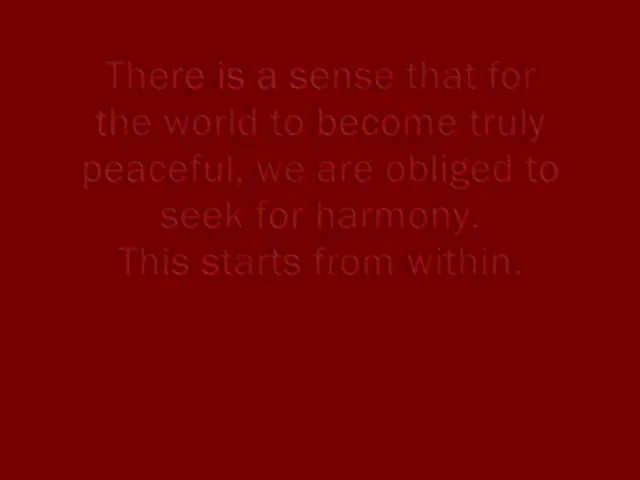 There is a sense that for
the world to become truly
peaceful, we are obliged to
seek for harmony.
This starts from within.